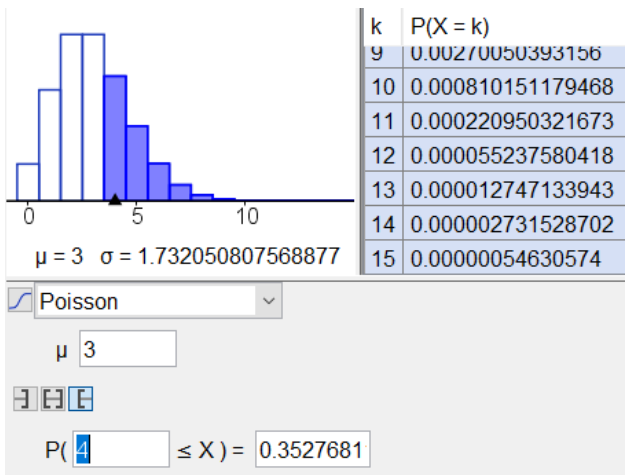 k P(X = k)
9 0.00270050393156
10 0.000810151179468
11 0.000220950321673
12 0.000055237580418
13 0.000012747133943
14 0.000002731528702
15 0.00000054630574
0 5 10
μ = 3 σ = 1.732050807568877
Poisson
μ 3
P( 4 ≤ X ) = 0.3527681